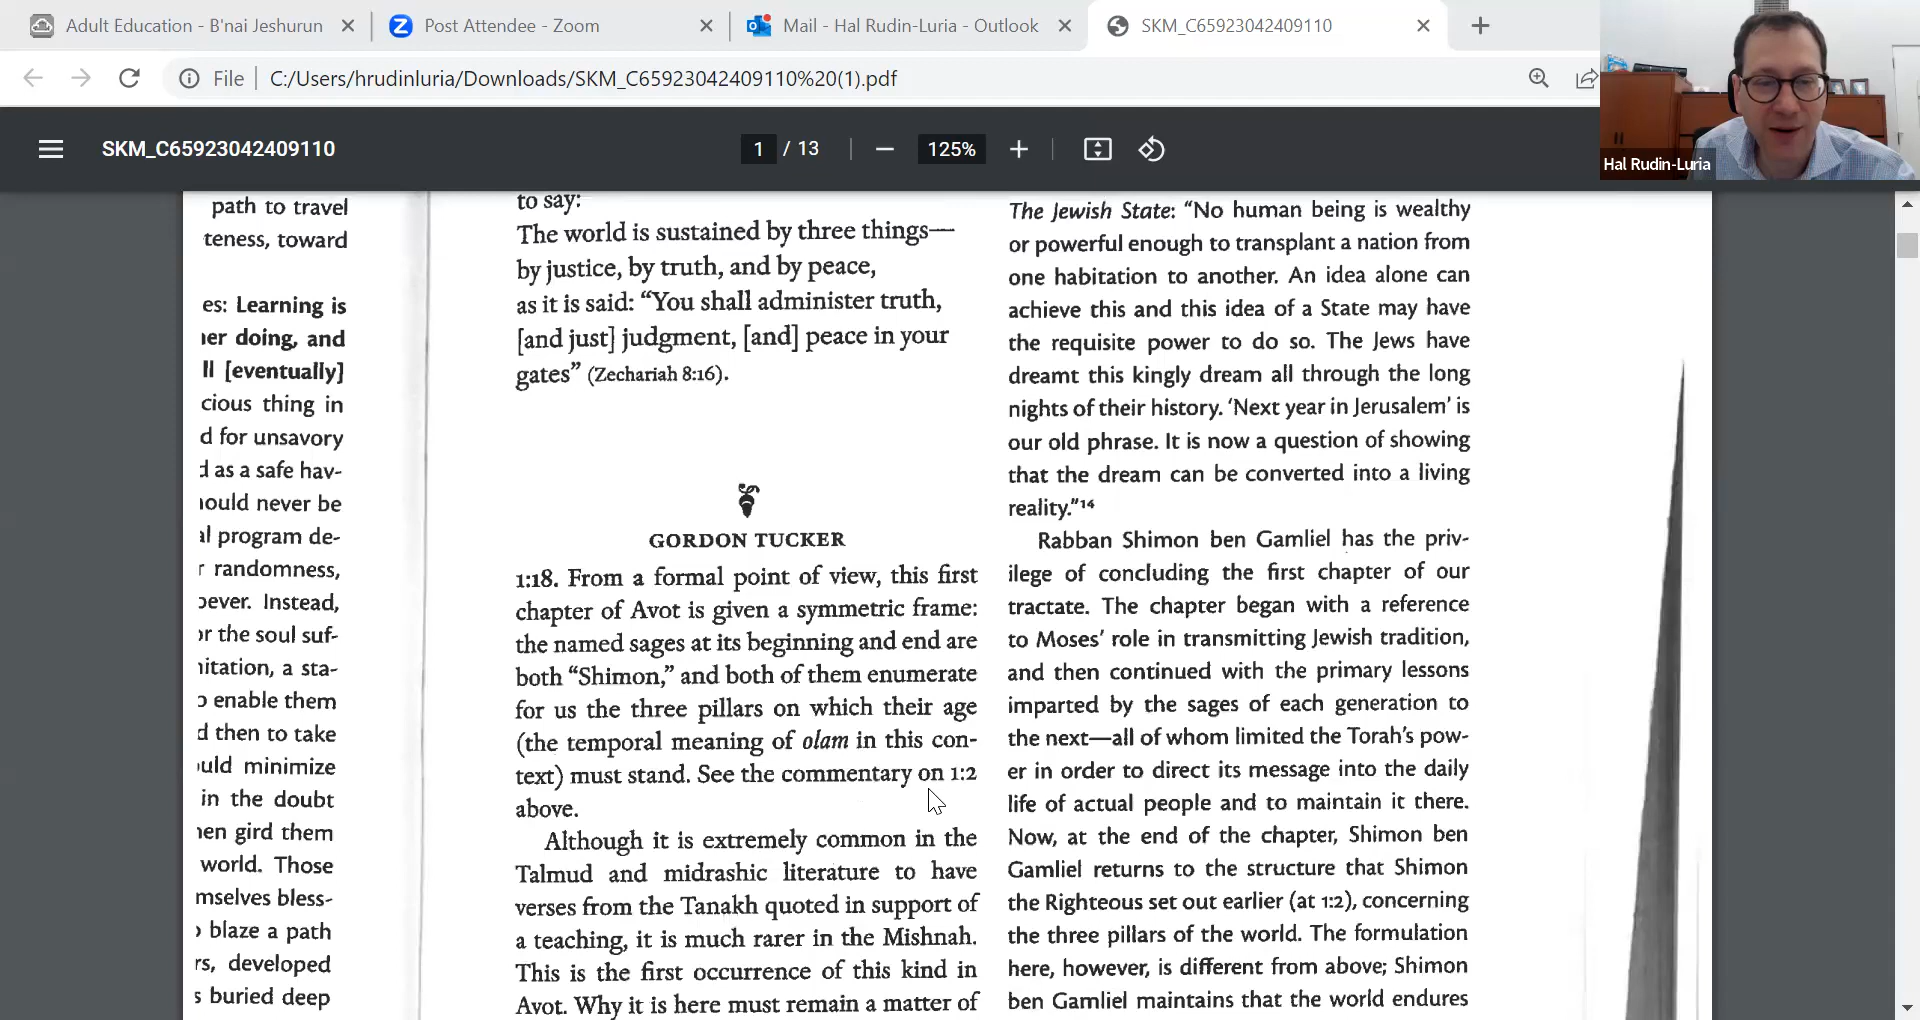 Adult Education - B'nai Jeshurun
Post Attendee - Zoom
Mail - Hal Rudin-Luria - Outlook
SKM_C65923042409110
File
C:/Users/hrudinluria/Downloads/SKM_C65923042409110%20(1).pdf
SKM_C65923042409110
1 / 13
125%
Hal Rudin-Luria
path to travel
teness, toward
es: Learning is
ner doing, and
ll [eventually]
cious thing in
d for unsavory
d as a safe hav-
hould never be
al program de-
r randomness,
oever. Instead,
or the soul suf-
nitation, a sta-
o enable them
d then to take
ould minimize
in the doubt
hen gird them
world. Those
mselves bless-
o blaze a path
rs, developed
s buried deep
to say:
The world is sustained by three things—
by justice, by truth, and by peace,
as it is said: “You shall administer truth,
[and just] judgment, [and] peace in your
gates” (Zechariah 8:16).
GORDON TUCKER
1:18. From a formal point of view, this first
chapter of Avot is given a symmetric frame:
the named sages at its beginning and end are
both “Shimon,” and both of them enumerate
for us the three pillars on which their age
(the temporal meaning of olam in this con-
text) must stand. See the commentary on 1:2
above.
Although it is extremely common in the
Talmud and midrashic literature to have
verses from the Tanakh quoted in support of
a teaching, it is much rarer in the Mishnah.
This is the first occurrence of this kind in
Avot. Why it is here must remain a matter of
The Jewish State: “No human being is wealthy
or powerful enough to transplant a nation from
one habitation to another. An idea alone can
achieve this and this idea of a State may have
the requisite power to do so. The Jews have
dreamt this kingly dream all through the long
nights of their history. ‘Next year in Jerusalem’ is
our old phrase. It is now a question of showing
that the dream can be converted into a living
reality.”14
Rabban Shimon ben Gamliel has the priv-
ilege of concluding the first chapter of our
tractate. The chapter began with a reference
to Moses’ role in transmitting Jewish tradition,
and then continued with the primary lessons
imparted by the sages of each generation to
the next—all of whom limited the Torah’s pow-
er in order to direct its message into the daily
life of actual people and to maintain it there.
Now, at the end of the chapter, Shimon ben
Gamliel returns to the structure that Shimon
the Righteous set out earlier (at 1:2), concerning
the three pillars of the world. The formulation
here, however, is different from above; Shimon
ben Gamliel maintains that the world endures